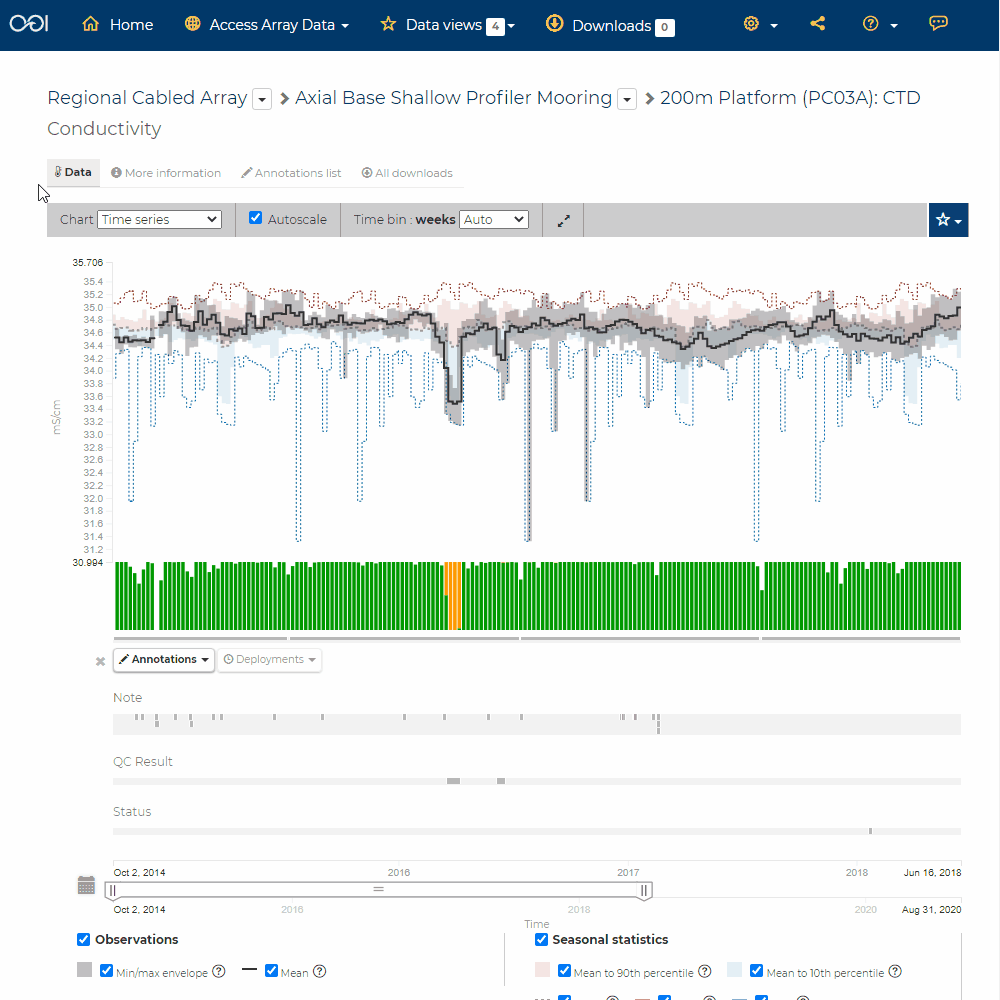 OOI Home Access Array Data Data views 4 Downloads 0
Regional Cabled Array Axial Base Shallow Profiler Mooring 200m Platform (PC03A): CTD
Conductivity
Data More information Annotations list All downloads
Chart Time series Autoscale Time bin : weeks Auto
35.706
35.4
35.2
35.0
34.8
34.6
34.4
34.2
34.0
33.8
33.6
33.4
33.2
33.0
32.8
32.6
32.4
32.2
32.0
31.8
31.6
31.4
31.2
30.994
mS/cm
Annotations Deployments
Note
QC Result
Status
Oct 2, 2014 2016 2017 2018 Jun 16, 2018
Oct 2, 2014 2016 2018 2020 Aug 31, 2020
Time
Observations Seasonal statistics
Min/max envelope ? Mean ? Mean to 90th percentile ? Mean to 10th percentile ?